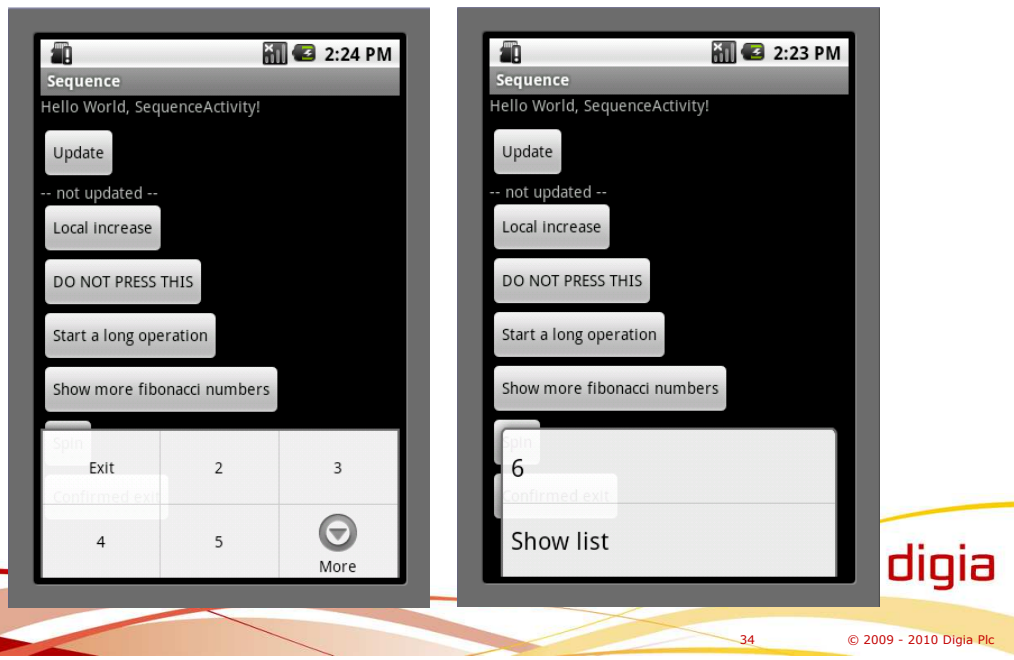 2:24 PM
Sequence
Hello World, SequenceActivity!
Update
-- not updated --
Local increase
DO NOT PRESS THIS
Start a long operation
Show more fibonacci numbers
Spin
Exit
2
3
Confirmed exit
4
5
More
2:23 PM
Sequence
Hello World, SequenceActivity!
Update
-- not updated --
Local increase
DO NOT PRESS THIS
Start a long operation
Show more fibonacci numbers
Spin
6
Confirmed exit
Show list
digia
34
© 2009 - 2010 Digia Plc